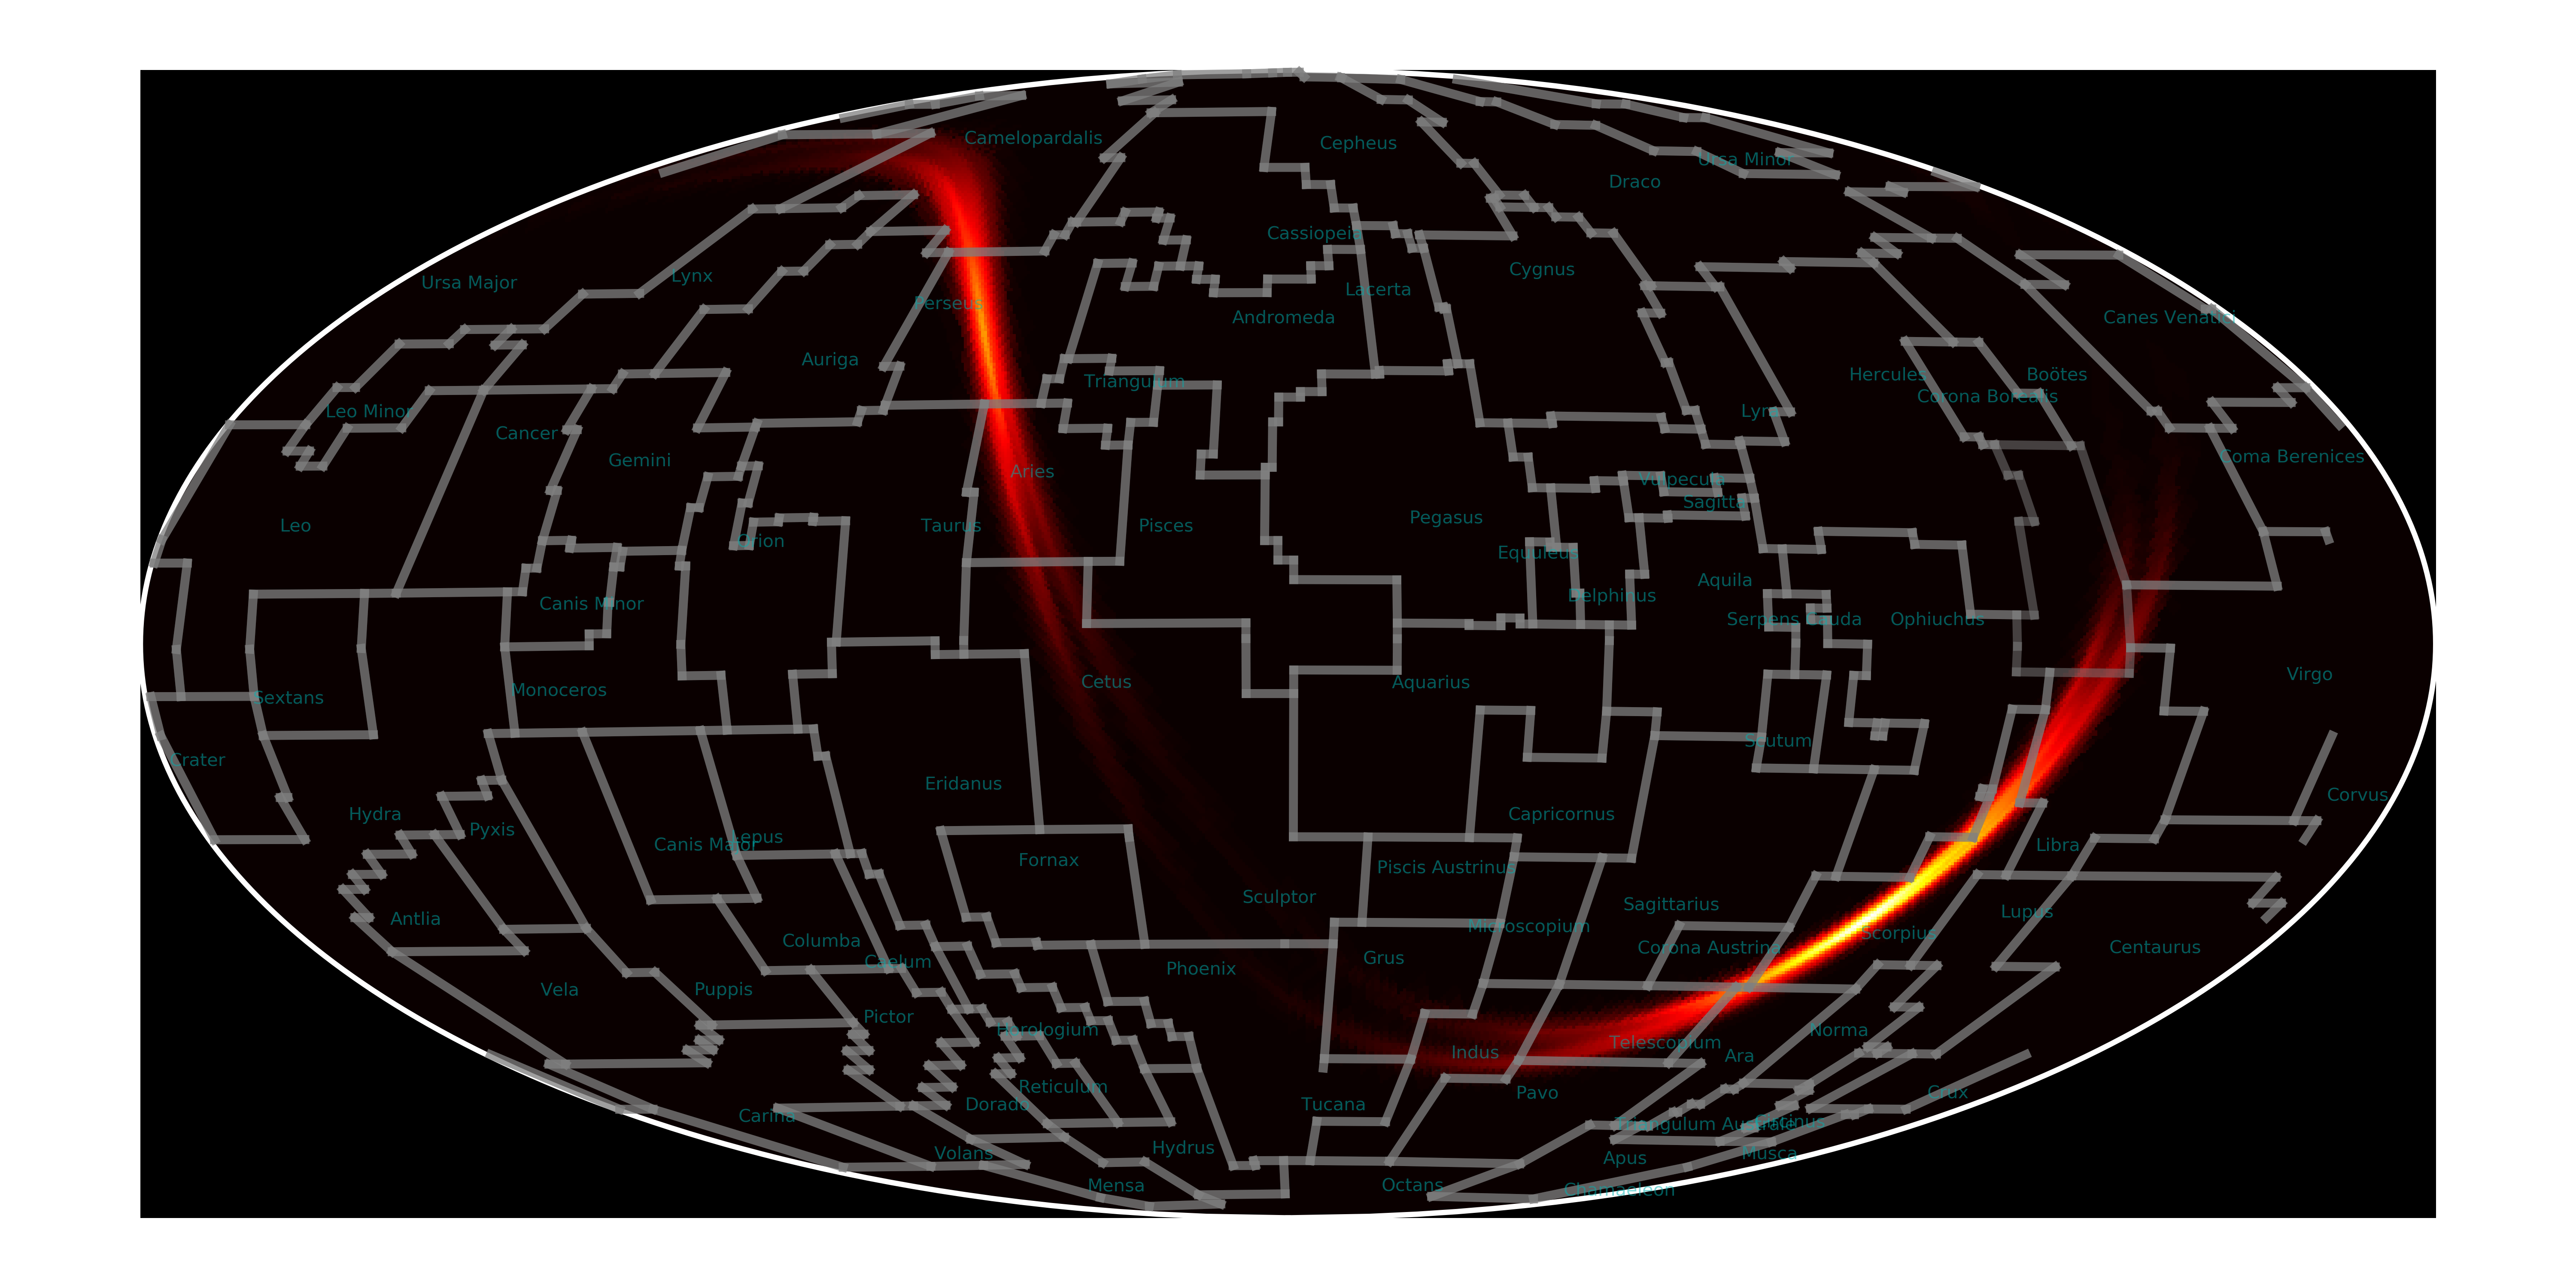 Camelopardalis
Cepheus
Ursa Minor
Draco
Cassiopeia
Cygnus
Lynx
Ursa Major
Lacerta
Perseus
Andromeda
Canes Venatici
Auriga
Hercules
Boötes
Triangulum
Corona Borealis
Leo Minor
Lyra
Cancer
Coma Berenices
Gemini
Aries
Vulpecula
Sagitta
Pegasus
Leo
Taurus
Pisces
Orion
Equuleus
Aquila
Delphinus
Canis Minor
Serpens Cauda
Ophiuchus
Virgo
Cetus
Aquarius
Monoceros
Sextans
Scutum
Crater
Eridanus
Corvus
Hydra
Capricornus
Pyxis
Lepus
Canis Major
Libra
Fornax
Piscis Austrinus
Sculptor
Sagittarius
Lupus
Antlia
Microscopium
Scorpius
Columba
Corona Austrina
Centaurus
Grus
Caelum
Phoenix
Vela
Puppis
Pictor
Horologium
Norma
Telescopium
Indus
Ara
Reticulum
Pavo
Crux
Dorado
Tucana
Carina
Circinus
Triangulum Australe
Hydrus
Volans
Musca
Apus
Mensa
Octans
Chamaeleon